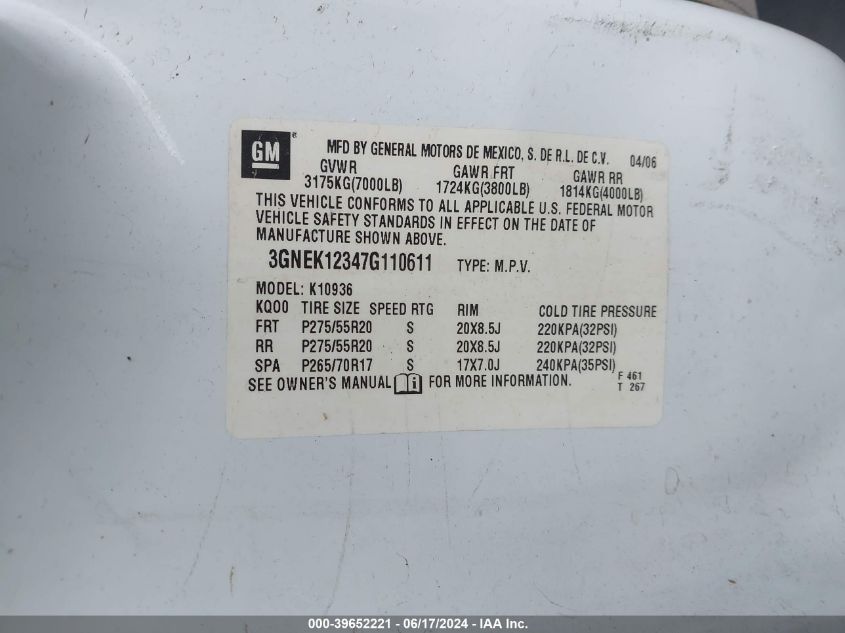 GM ®
MFD BY GENERAL MOTORS DE MEXICO, S. DE R.L. DE C.V. 04/06
GVWR GAWR FRT GAWR RR
3175KG(7000LB) 1724KG(3800LB) 1814KG(4000LB)
THIS VEHICLE CONFORMS TO ALL APPLICABLE U.S. FEDERAL MOTOR
VEHICLE SAFETY STANDARDS IN EFFECT ON THE DATE OF
MANUFACTURE SHOWN ABOVE.
3GNEK12347G110611 TYPE: M.P.V.
MODEL: K10936
KQ00 TIRE SIZE SPEED RTG RIM COLD TIRE PRESSURE
FRT P275/55R20 S 20X8.5J 220KPA(32PSI)
RR P275/55R20 S 20X8.5J 220KPA(32PSI)
SPA P265/70R17 S 17X7.0J 240KPA(35PSI)
SEE OWNER'S MANUAL FOR MORE INFORMATION.
F 461
T 267
000-39652221 - 06/17/2024 - IAA Inc.